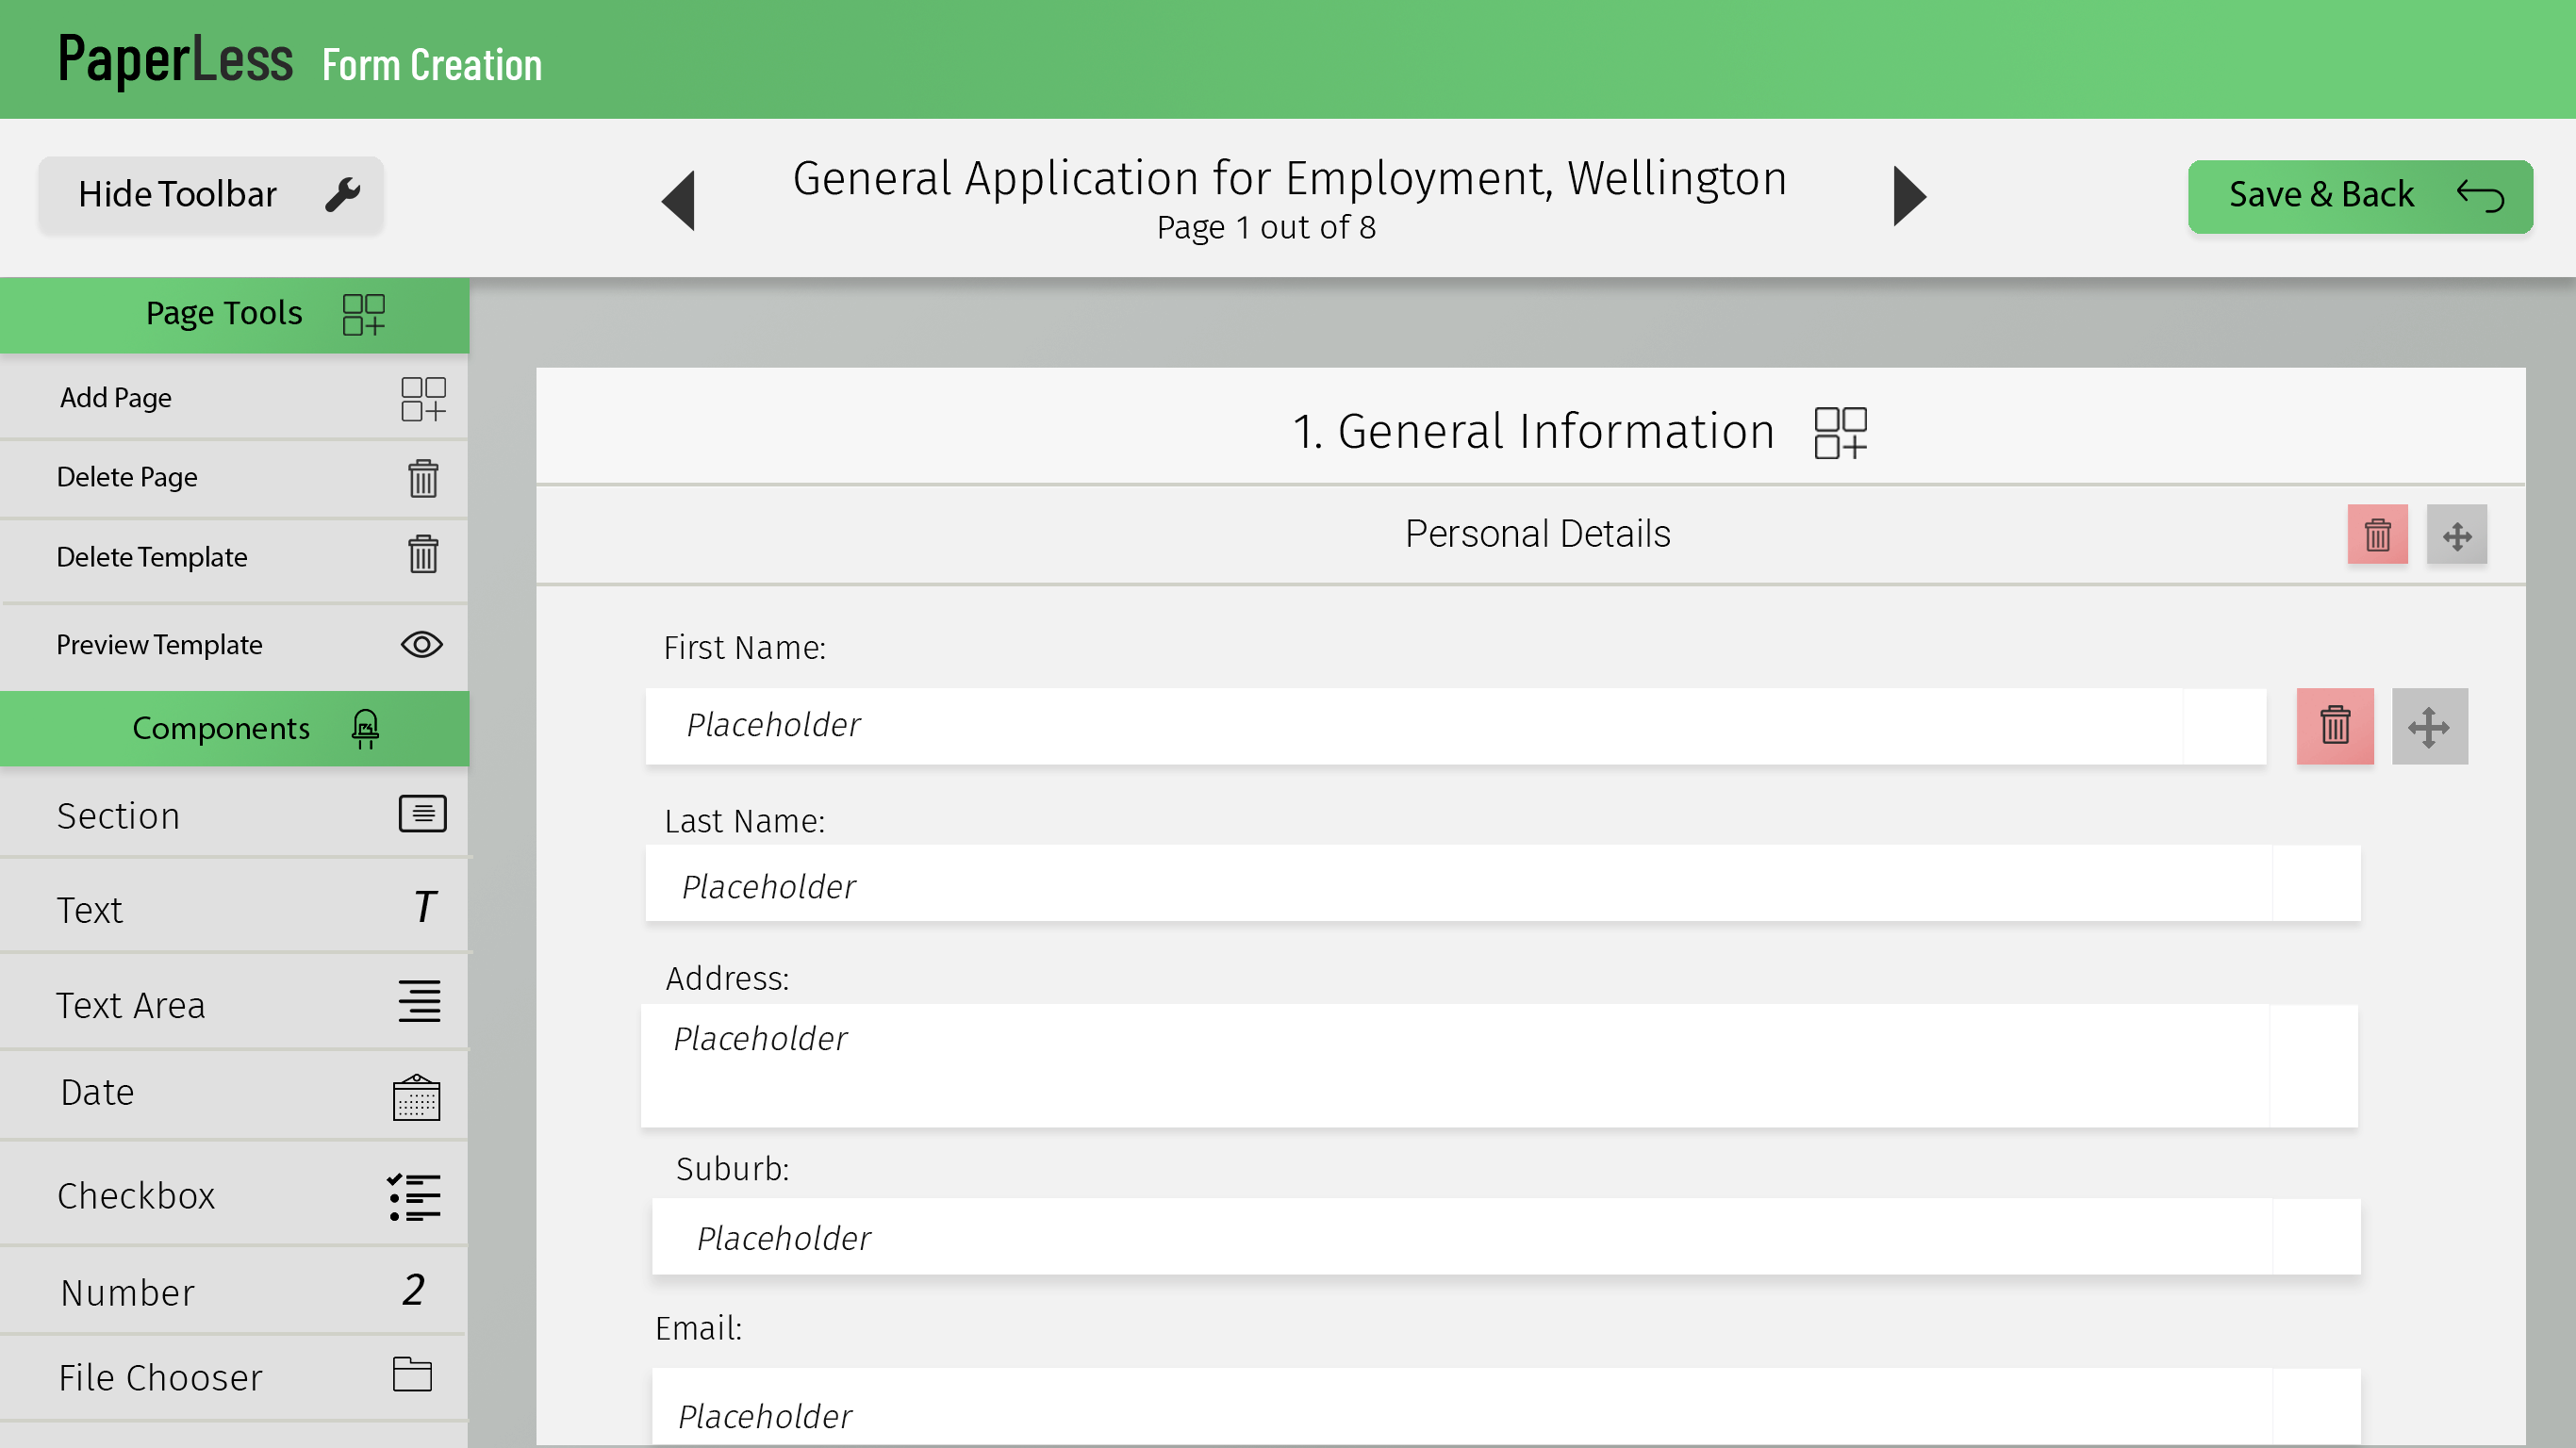 PaperLess Form Creation
Hide Toolbar
General Application for Employment, Wellington
Page 1 out of 8
Save & Back
Page Tools
Add Page
Delete Page
Delete Template
Preview Template
Components
Section
Text
T
Text Area
Date
Checkbox
Number
2
File Chooser
1. General Information
Personal Details
First Name:
Placeholder
Last Name:
Placeholder
Address:
Placeholder
Suburb:
Placeholder
Email:
Placeholder